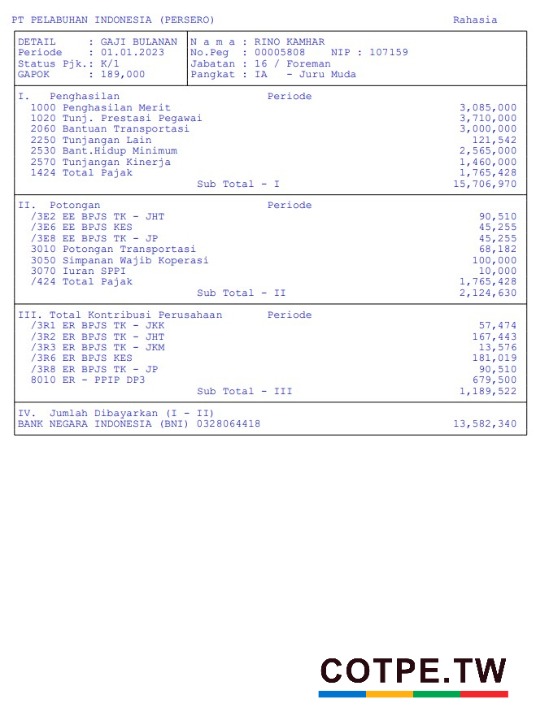 PT PELABUHAN INDONESIA (PERSERO) Rahasia
DETAIL : GAJI BULANAN N a m a : RINO KAMHAR
Periode : 01.01.2023 No.Peg : 00005808 NIP : 107159
Status Pjk.: K/1 Jabatan : 16 / Foreman
GAPOK : 189,000 Pangkat : IA - Juru Muda
I. Penghasilan Periode
1000 Penghasilan Merit 3,085,000
1020 Tunj. Prestasi Pegawai 3,710,000
2060 Bantuan Transportasi 3,000,000
2250 Tunjangan Lain 121,542
2530 Bant.Hidup Minimum 2,565,000
2570 Tunjangan Kinerja 1,460,000
1424 Total Pajak 1,765,428
Sub Total - I 15,706,970
II. Potongan Periode
/3E2 EE BPJS TK - JHT 90,510
/3E6 EE BPJS KES 45,255
/3E8 EE BPJS TK - JP 45,255
3010 Potongan Transportasi 68,182
3050 Simpanan Wajib Koperasi 100,000
3070 Iuran SPPI 10,000
/424 Total Pajak 1,765,428
Sub Total - II 2,124,630
III. Total Kontribusi Perusahaan Periode
/3R1 ER BPJS TK - JKK 57,474
/3R2 ER BPJS TK - JHT 167,443
/3R3 ER BPJS TK - JKM 13,576
/3R6 ER BPJS KES 181,019
/3R8 ER BPJS TK - JP 90,510
8010 ER - PPIP DP3 679,500
Sub Total - III 1,189,522
IV. Jumlah Dibayarkan (I - II)
BANK NEGARA INDONESIA (BNI) 0328064418 13,582,340
COTPE.TW